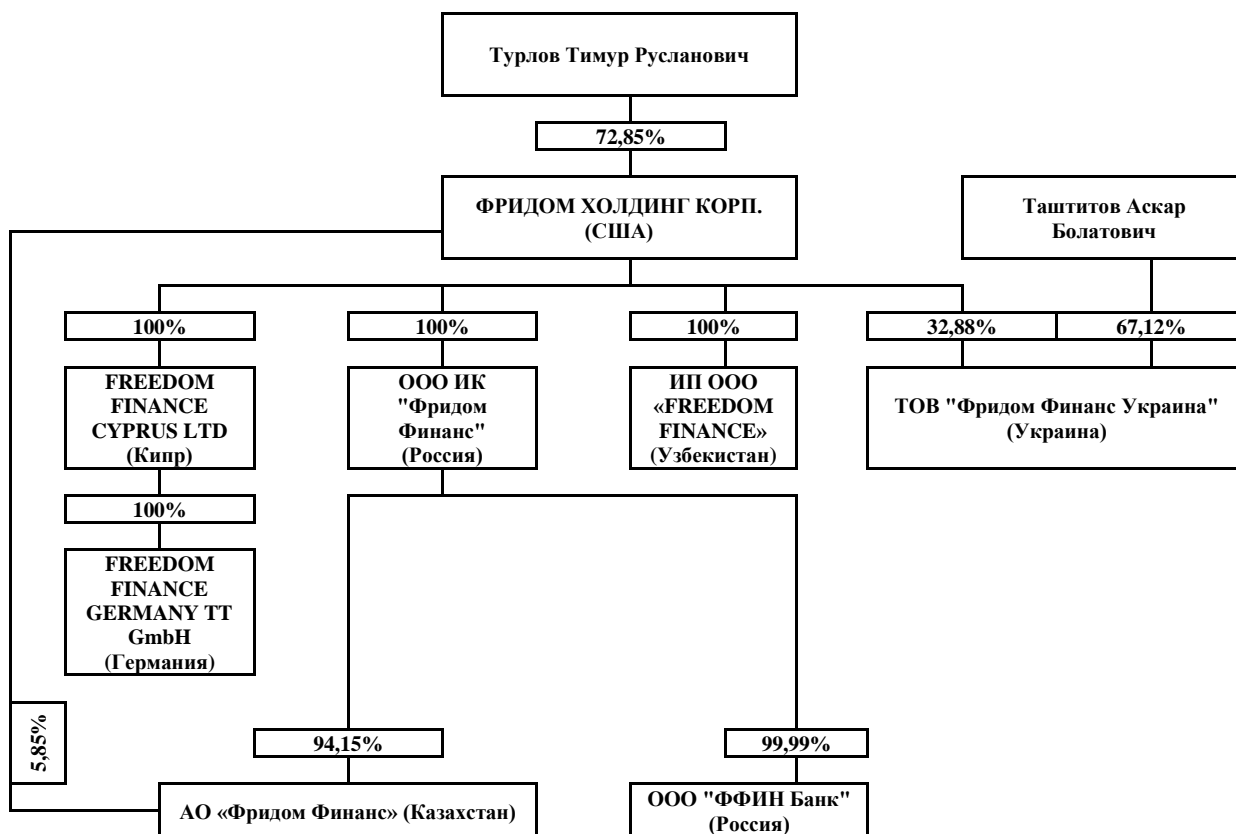 Турлов Тимур Русланович
72,85%
ФРИДОМ ХОЛДИНГ КОРП.
(США)
Таштитов Аскар
Болатович
100%
100%
100%
32,88%
67,12%
FREEDOM
FINANCE
CYPRUS LTD
(Кипр)
ООО ИК
"Фридом
Финанс"
(Россия)
ИП ООО
«FREEDOM
FINANCE»
(Узбекистан)
ТОВ "Фридом Финанс Украина"
(Украина)
100%
FREEDOM
FINANCE
GERMANY TT
GmbH
(Германия)
5,85%
94,15%
99,99%
АО «Фридом Финанс» (Казахстан)
ООО "ФФИН Банк"
(Россия)